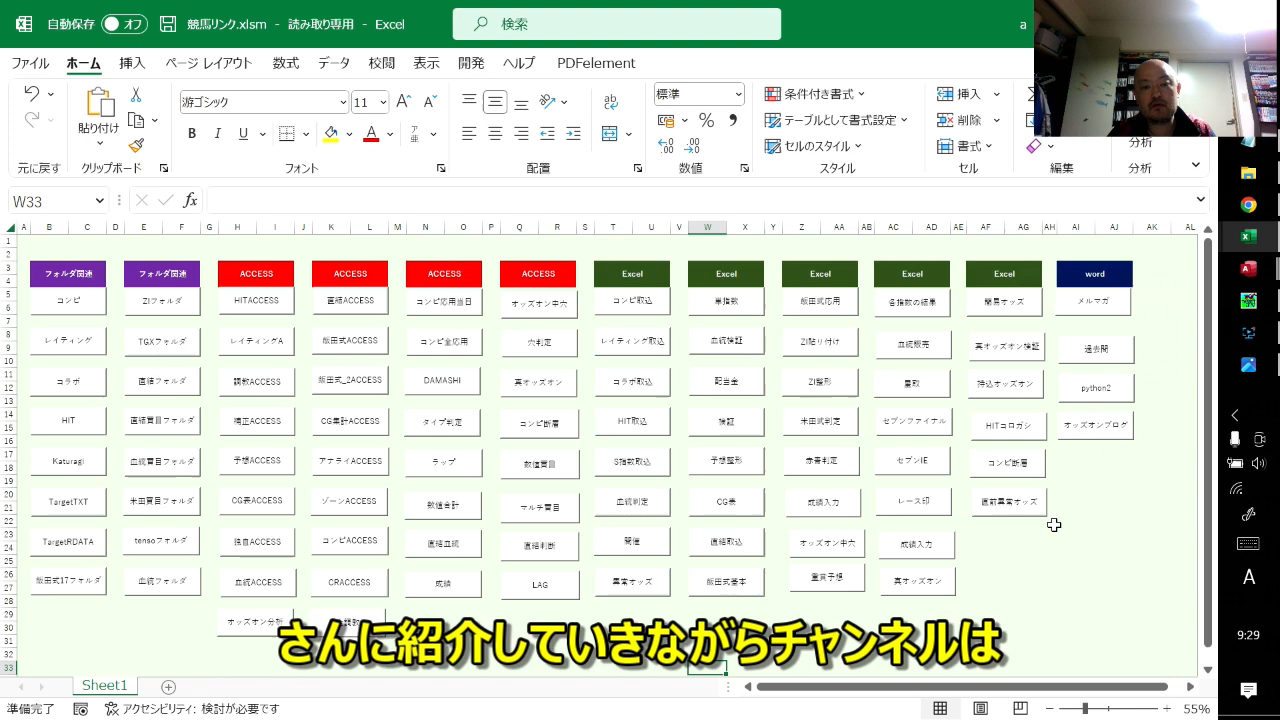 自動保存 オフ 競馬リンク.xlsm - 読み取り専用 - Excel
検索
a
ファイル ホーム 挿入 ページ レイアウト 数式 データ 校閲 表示 開発 ヘルプ PDFelement
貼り付け
元に戻す
クリップボード
游ゴシック 11
B I U
フォント
配置
標準
数値
条件付き書式
テーブルとして書式設定
セルのスタイル
スタイル
挿入
削除
書式
セル
編集
分析
分析
W33
fx
A B C D E F G H I J K L M N O P Q R S T U V W X Y Z AA AB AC AD AE AF AG AH AI AJ AK AL
フォルダ関連 フォルダ関連 ACCESS ACCESS ACCESS ACCESS Excel Excel Excel Excel Excel word
コンピ ZIフォルダ HITACCESS 直結ACCESS コンピ応用当日 オッズオン中穴 コンピ取込 単指数 飯田式応用 各指数の結果 簡易オッズ メルマガ
レイティング TGXフォルダ レイティングA 飯田式ACCESS コンピ全応用 穴判定 レイティング取込 血統検証 ZI貼り付け 血統販売 真オッズオン検証 過去問
コラボ 直結フォルダ 調教ACCESS 飯田式_2ACCESS DAMASHI 真オッズオン コラボ取込 配当金 ZI整形 量取 持込オッズオン python2
HIT 直結買目フォルダ 補正ACCESS CG集計ACCESS タイプ判定 コンピ断層 HIT取込 検証 米田式判定 セブンファイナル HITコロガシ オッズオンブログ
Katuragi 血統買目フォルダ 予想ACCESS アナライACCESS ラップ 数値買目 S指数取込 予想整形 赤書判定 セブンIE コンピ断層
TargetTXT 米田買目フォルダ CG表ACCESS ゾーンACCESS 数値合計 マルチ買目 血統判定 CG表 成績入力 レース印 直前異常オッズ
TargetRDATA tensoフォルダ 独自ACCESS コンピACCESS 直結血統 直結判断 開催 直結取込 オッズオン中穴 成績入力
飯田式17フォルダ 血統フォルダ 血統ACCESS CRACCESS 成績 LAG 異常オッズ 飯田式基本 重賞予想 真オッズオン
オッズオン分析
さんに紹介していきながらチャンネルは
Sheet1
準備完了 アクセシビリティ: 検討が必要です 55%
A
9:29